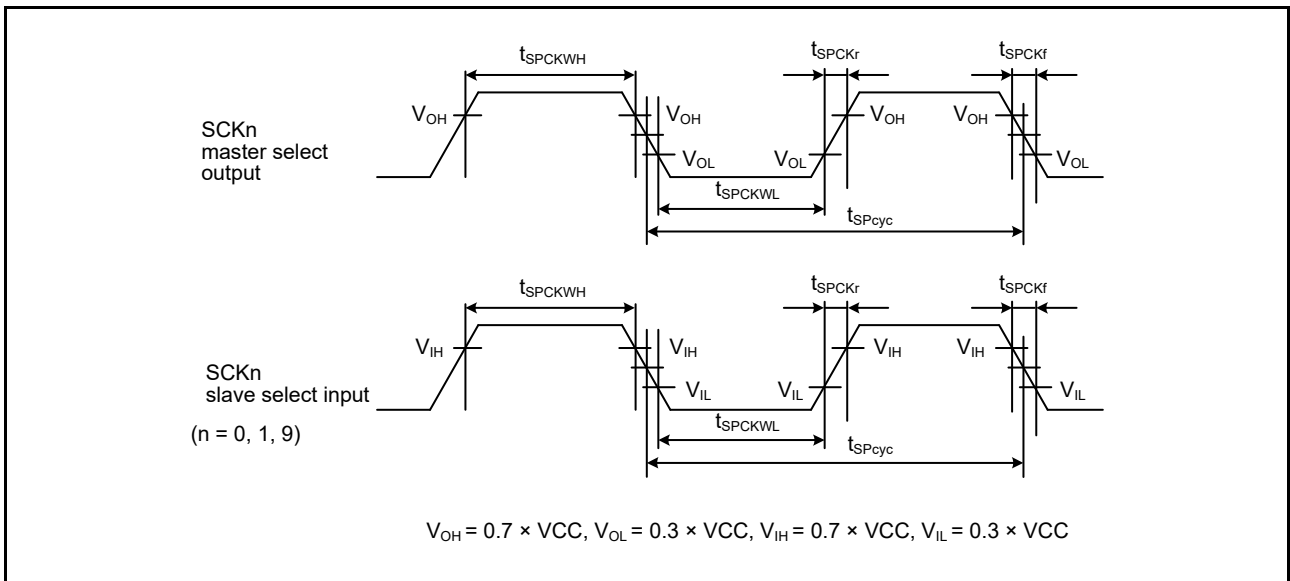 tSPCKWH
tSPCKr
tSPCKf
SCKn
master select
output
VOH
VOH
VOL
VOL
VOH
VOH
VOL
tSPCKWL
tSPcyc
tSPCKWH
tSPCKr
tSPCKf
SCKn
slave select input
(n = 0, 1, 9)
VIH
VIH
VIL
VIL
VIH
VIH
VIL
tSPCKWL
tSPcyc
VOH = 0.7 × VCC, VOL = 0.3 × VCC, VIH = 0.7 × VCC, VIL = 0.3 × VCC